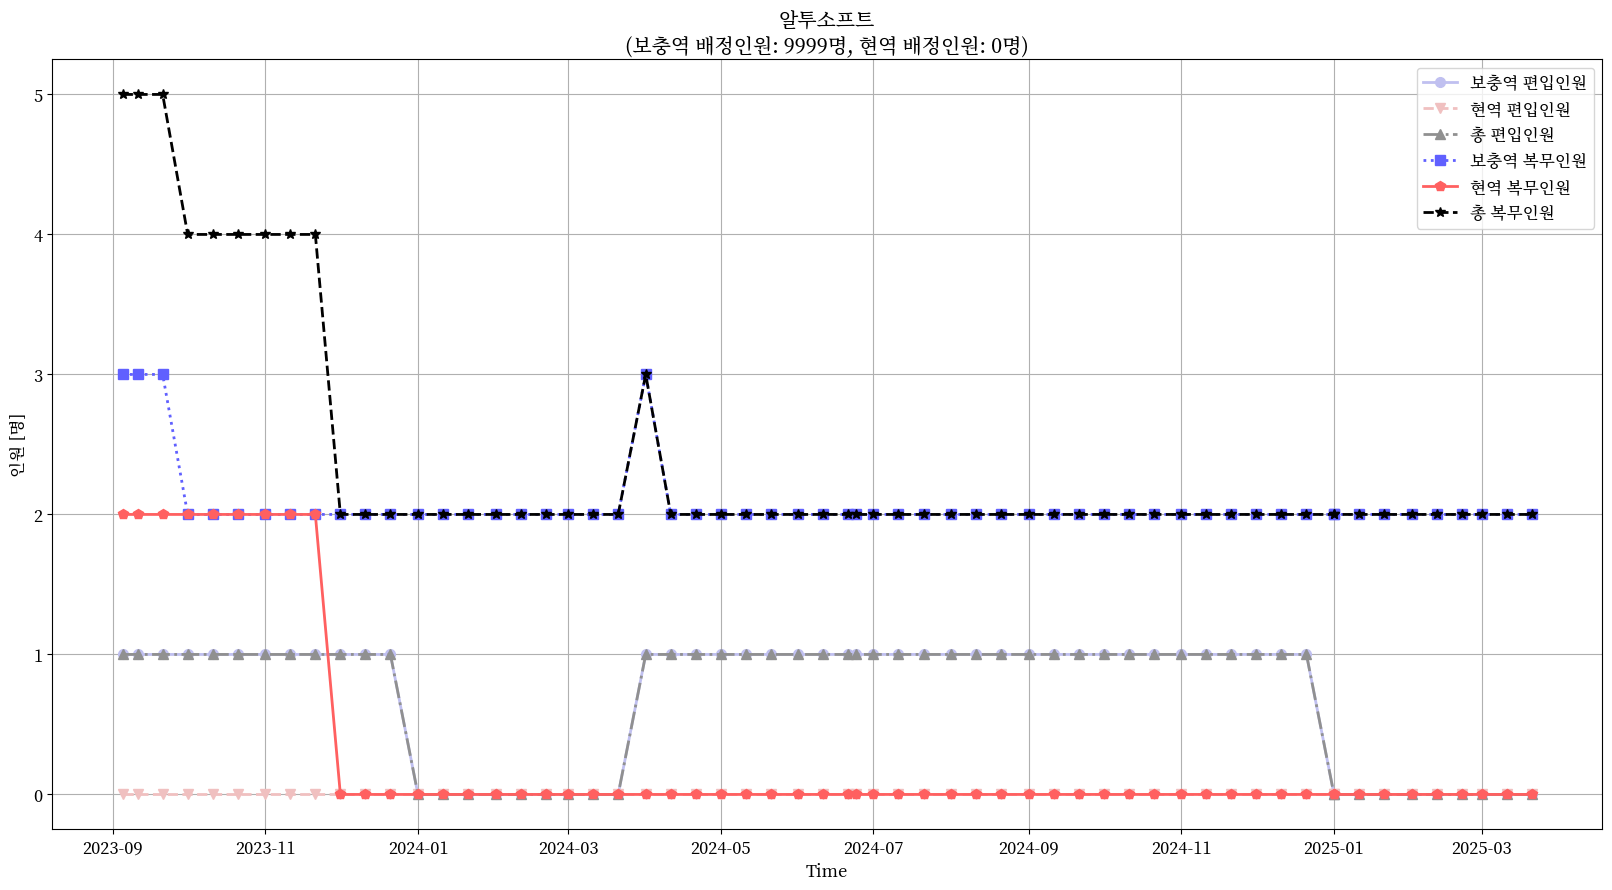 알투소프트
(보충역 배정인원: 9999명, 현역 배정인원: 0명)
보충역 편입인원
현역 편입인원
총 편입인원
보충역 복무인원
현역 복무인원
총 복무인원
인원 [명]
5
4
3
2
1
0
2023-09
2023-11
2024-01
2024-03
2024-05
2024-07
2024-09
2024-11
2025-01
2025-03
Time